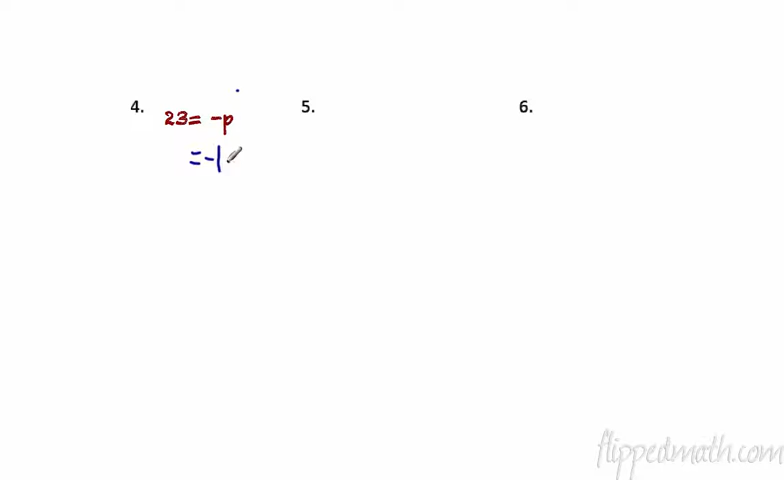 4. 23 = -p 5. 6.
= -1
flippedmath.com